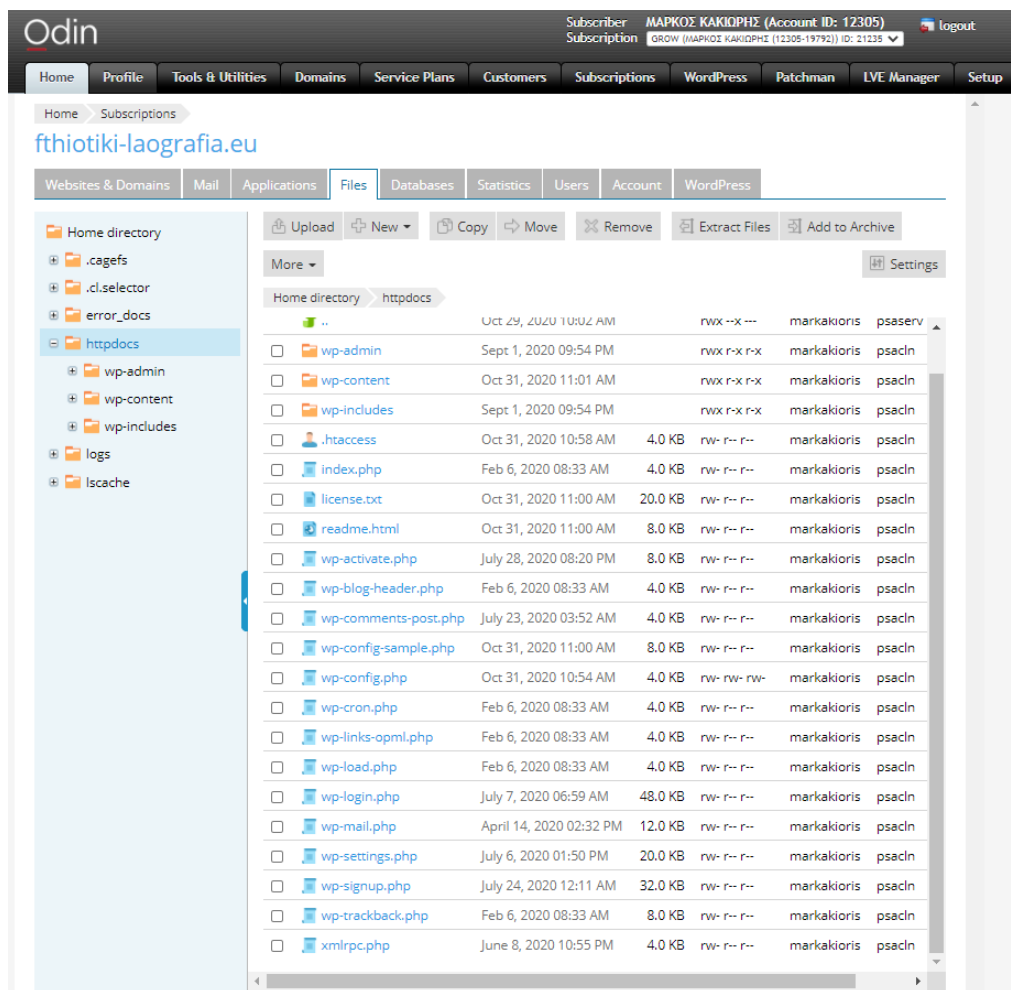 Odin
Subscriber ΜΑΡΚΟΣ ΚΑΚΙΩΡΗΣ (Account ID: 12305) logout
Subscription GROW (ΜΑΡΚΟΣ ΚΑΚΙΩΡΗΣ (12305-19792)) ID: 21235
Home Profile Tools & Utilities Domains Service Plans Customers Subscriptions WordPress Patchman LVE Manager Setup
Home Subscriptions
fthiotiki-laografia.eu
Websites & Domains Mail Applications Files Databases Statistics Users Account WordPress
Home directory
.cagefs
.cl.selector
error_docs
httpdocs
wp-admin
wp-content
wp-includes
logs
lscache
Upload New Copy Move Remove Extract Files Add to Archive
More Settings
Home directory httpdocs
.. Oct 29, 2020 10:02 AM rwx --x --- markakioris psaserv
wp-admin Sept 1, 2020 09:54 PM rwx r-x r-x markakioris psacln
wp-content Oct 31, 2020 11:01 AM rwx r-x r-x markakioris psacln
wp-includes Sept 1, 2020 09:54 PM rwx r-x r-x markakioris psacln
.htaccess Oct 31, 2020 10:58 AM 4.0 KB rw- r-- r-- markakioris psacln
index.php Feb 6, 2020 08:33 AM 4.0 KB rw- r-- r-- markakioris psacln
license.txt Oct 31, 2020 11:00 AM 20.0 KB rw- r-- r-- markakioris psacln
readme.html Oct 31, 2020 11:00 AM 8.0 KB rw- r-- r-- markakioris psacln
wp-activate.php July 28, 2020 08:20 PM 8.0 KB rw- r-- r-- markakioris psacln
wp-blog-header.php Feb 6, 2020 08:33 AM 4.0 KB rw- r-- r-- markakioris psacln
wp-comments-post.php July 23, 2020 03:52 AM 4.0 KB rw- r-- r-- markakioris psacln
wp-config-sample.php Oct 31, 2020 11:00 AM 8.0 KB rw- r-- r-- markakioris psacln
wp-config.php Oct 31, 2020 10:54 AM 4.0 KB rw- rw- rw- markakioris psacln
wp-cron.php Feb 6, 2020 08:33 AM 4.0 KB rw- r-- r-- markakioris psacln
wp-links-opml.php Feb 6, 2020 08:33 AM 4.0 KB rw- r-- r-- markakioris psacln
wp-load.php Feb 6, 2020 08:33 AM 4.0 KB rw- r-- r-- markakioris psacln
wp-login.php July 7, 2020 06:59 AM 48.0 KB rw- r-- r-- markakioris psacln
wp-mail.php April 14, 2020 02:32 PM 12.0 KB rw- r-- r-- markakioris psacln
wp-settings.php July 6, 2020 01:50 PM 20.0 KB rw- r-- r-- markakioris psacln
wp-signup.php July 24, 2020 12:11 AM 32.0 KB rw- r-- r-- markakioris psacln
wp-trackback.php Feb 6, 2020 08:33 AM 8.0 KB rw- r-- r-- markakioris psacln
xmlrpc.php June 8, 2020 10:55 PM 4.0 KB rw- r-- r-- markakioris psacln